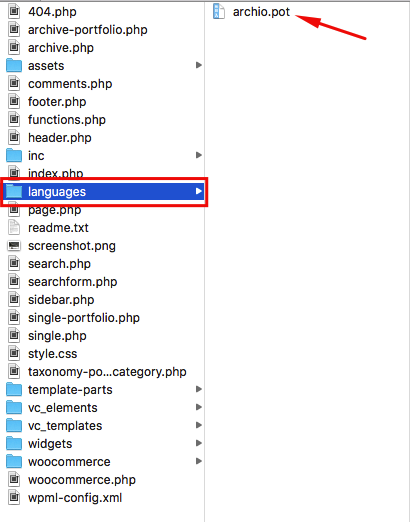 404.php
archive-portfolio.php
archive.php
assets
comments.php
footer.php
functions.php
header.php
inc
index.php
languages
page.php
readme.txt
screenshot.png
search.php
searchform.php
sidebar.php
single-portfolio.php
single.php
style.css
taxonomy-po...category.php
template-parts
vc_elements
vc_templates
widgets
woocommerce
woocommerce.php
wpml-config.xml
archio.pot